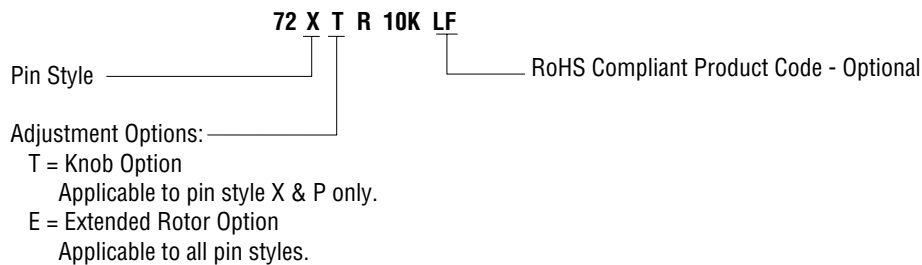 72 X T R 10K LF
Pin Style
RoHS Compliant Product Code - Optional
Adjustment Options:
T = Knob Option
Applicable to pin style X & P only.
E = Extended Rotor Option
Applicable to all pin styles.